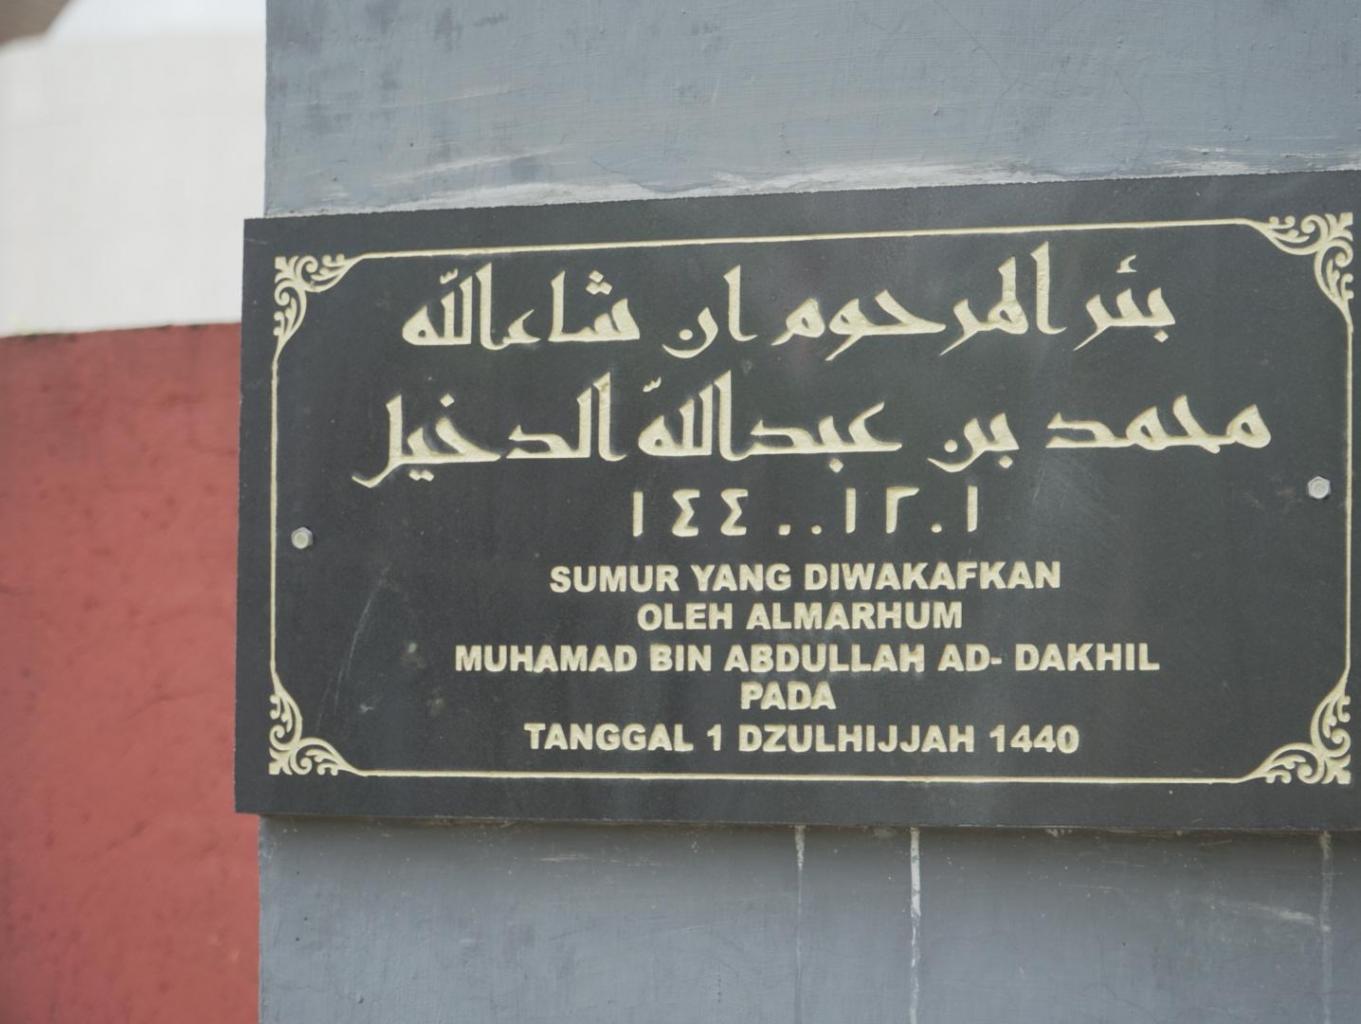 بئر المرحوم ان شاء الله
محمد بن عبدالله الدخيل
١٤٤٠.١٢.١
SUMUR YANG DIWAKAFKAN
OLEH ALMARHUM
MUHAMAD BIN ABDULLAH AD- DAKHIL
PADA
TANGGAL 1 DZULHIJJAH 1440